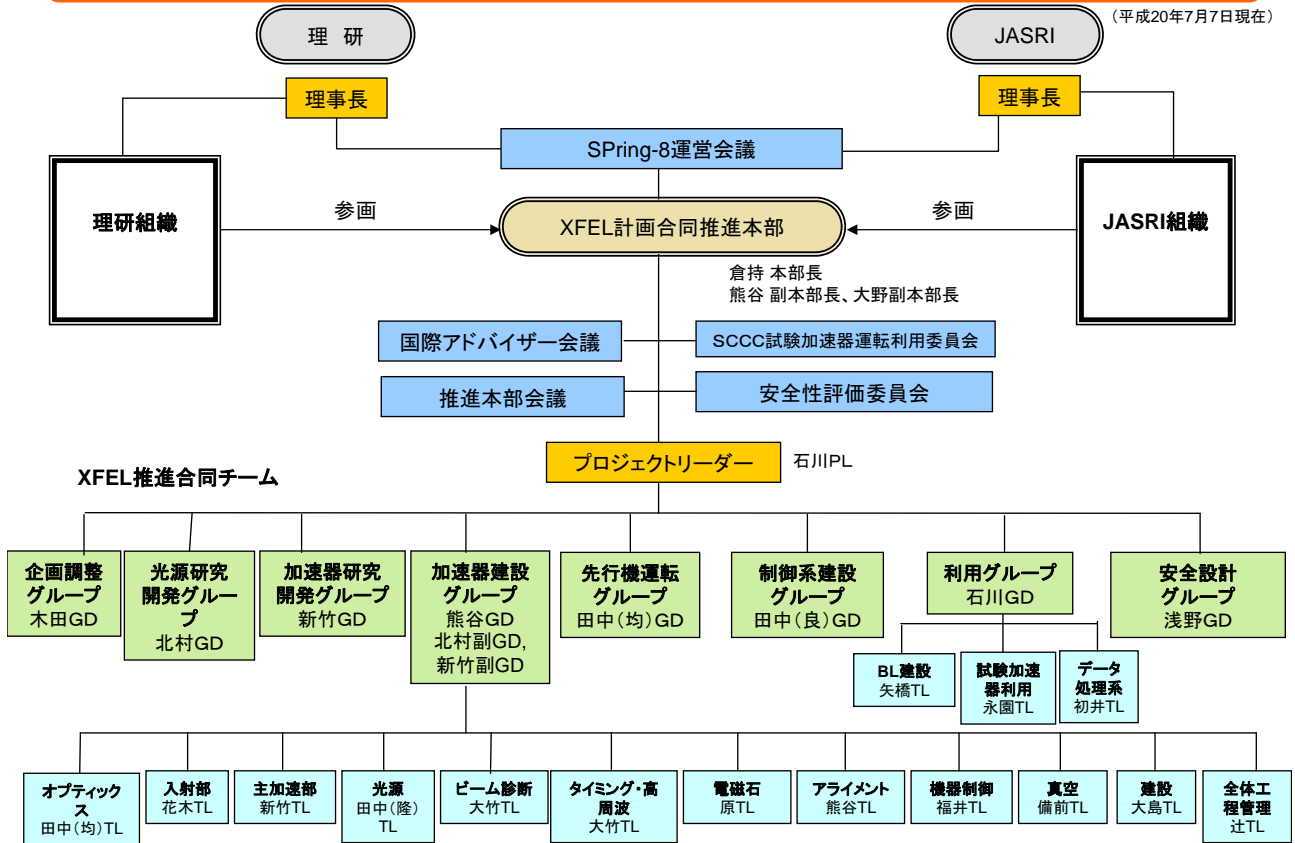 (平成20年7月7日現在)
理 研
JASRI
理事長
理事長
SPring-8運営会議
理研組織
参画
XFEL計画合同推進本部
参画
JASRI組織
倉持 本部長
熊谷 副本部長、大野副本部長
国際アドバイザー会議
SCCC試験加速器運転利用委員会
推進本部会議
安全性評価委員会
プロジェクトリーダー
石川PL
XFEL推進合同チーム
企画調整
グループ
木田GD
光源研究
開発グルー
プ
北村GD
加速器研究
開発グループ
新竹GD
加速器建設
グループ
熊谷GD
北村副GD,
新竹副GD
先行機運転
グループ
田中(均)GD
制御系建設
グループ
田中(良)GD
利用グループ
石川GD
安全設計
グループ
浅野GD
BL建設
矢橋TL
試験加速
器利用
永園TL
データ
処理系
初井TL
オプティック
ス
田中(均)TL
入射部
花木TL
主加速部
新竹TL
光源
田中(隆)
TL
ビーム診断
大竹TL
タイミング・高
周波
大竹TL
電磁石
原TL
アライメント
熊谷TL
機器制御
福井TL
真空
備前TL
建設
大島TL
全体工
程管理
辻TL